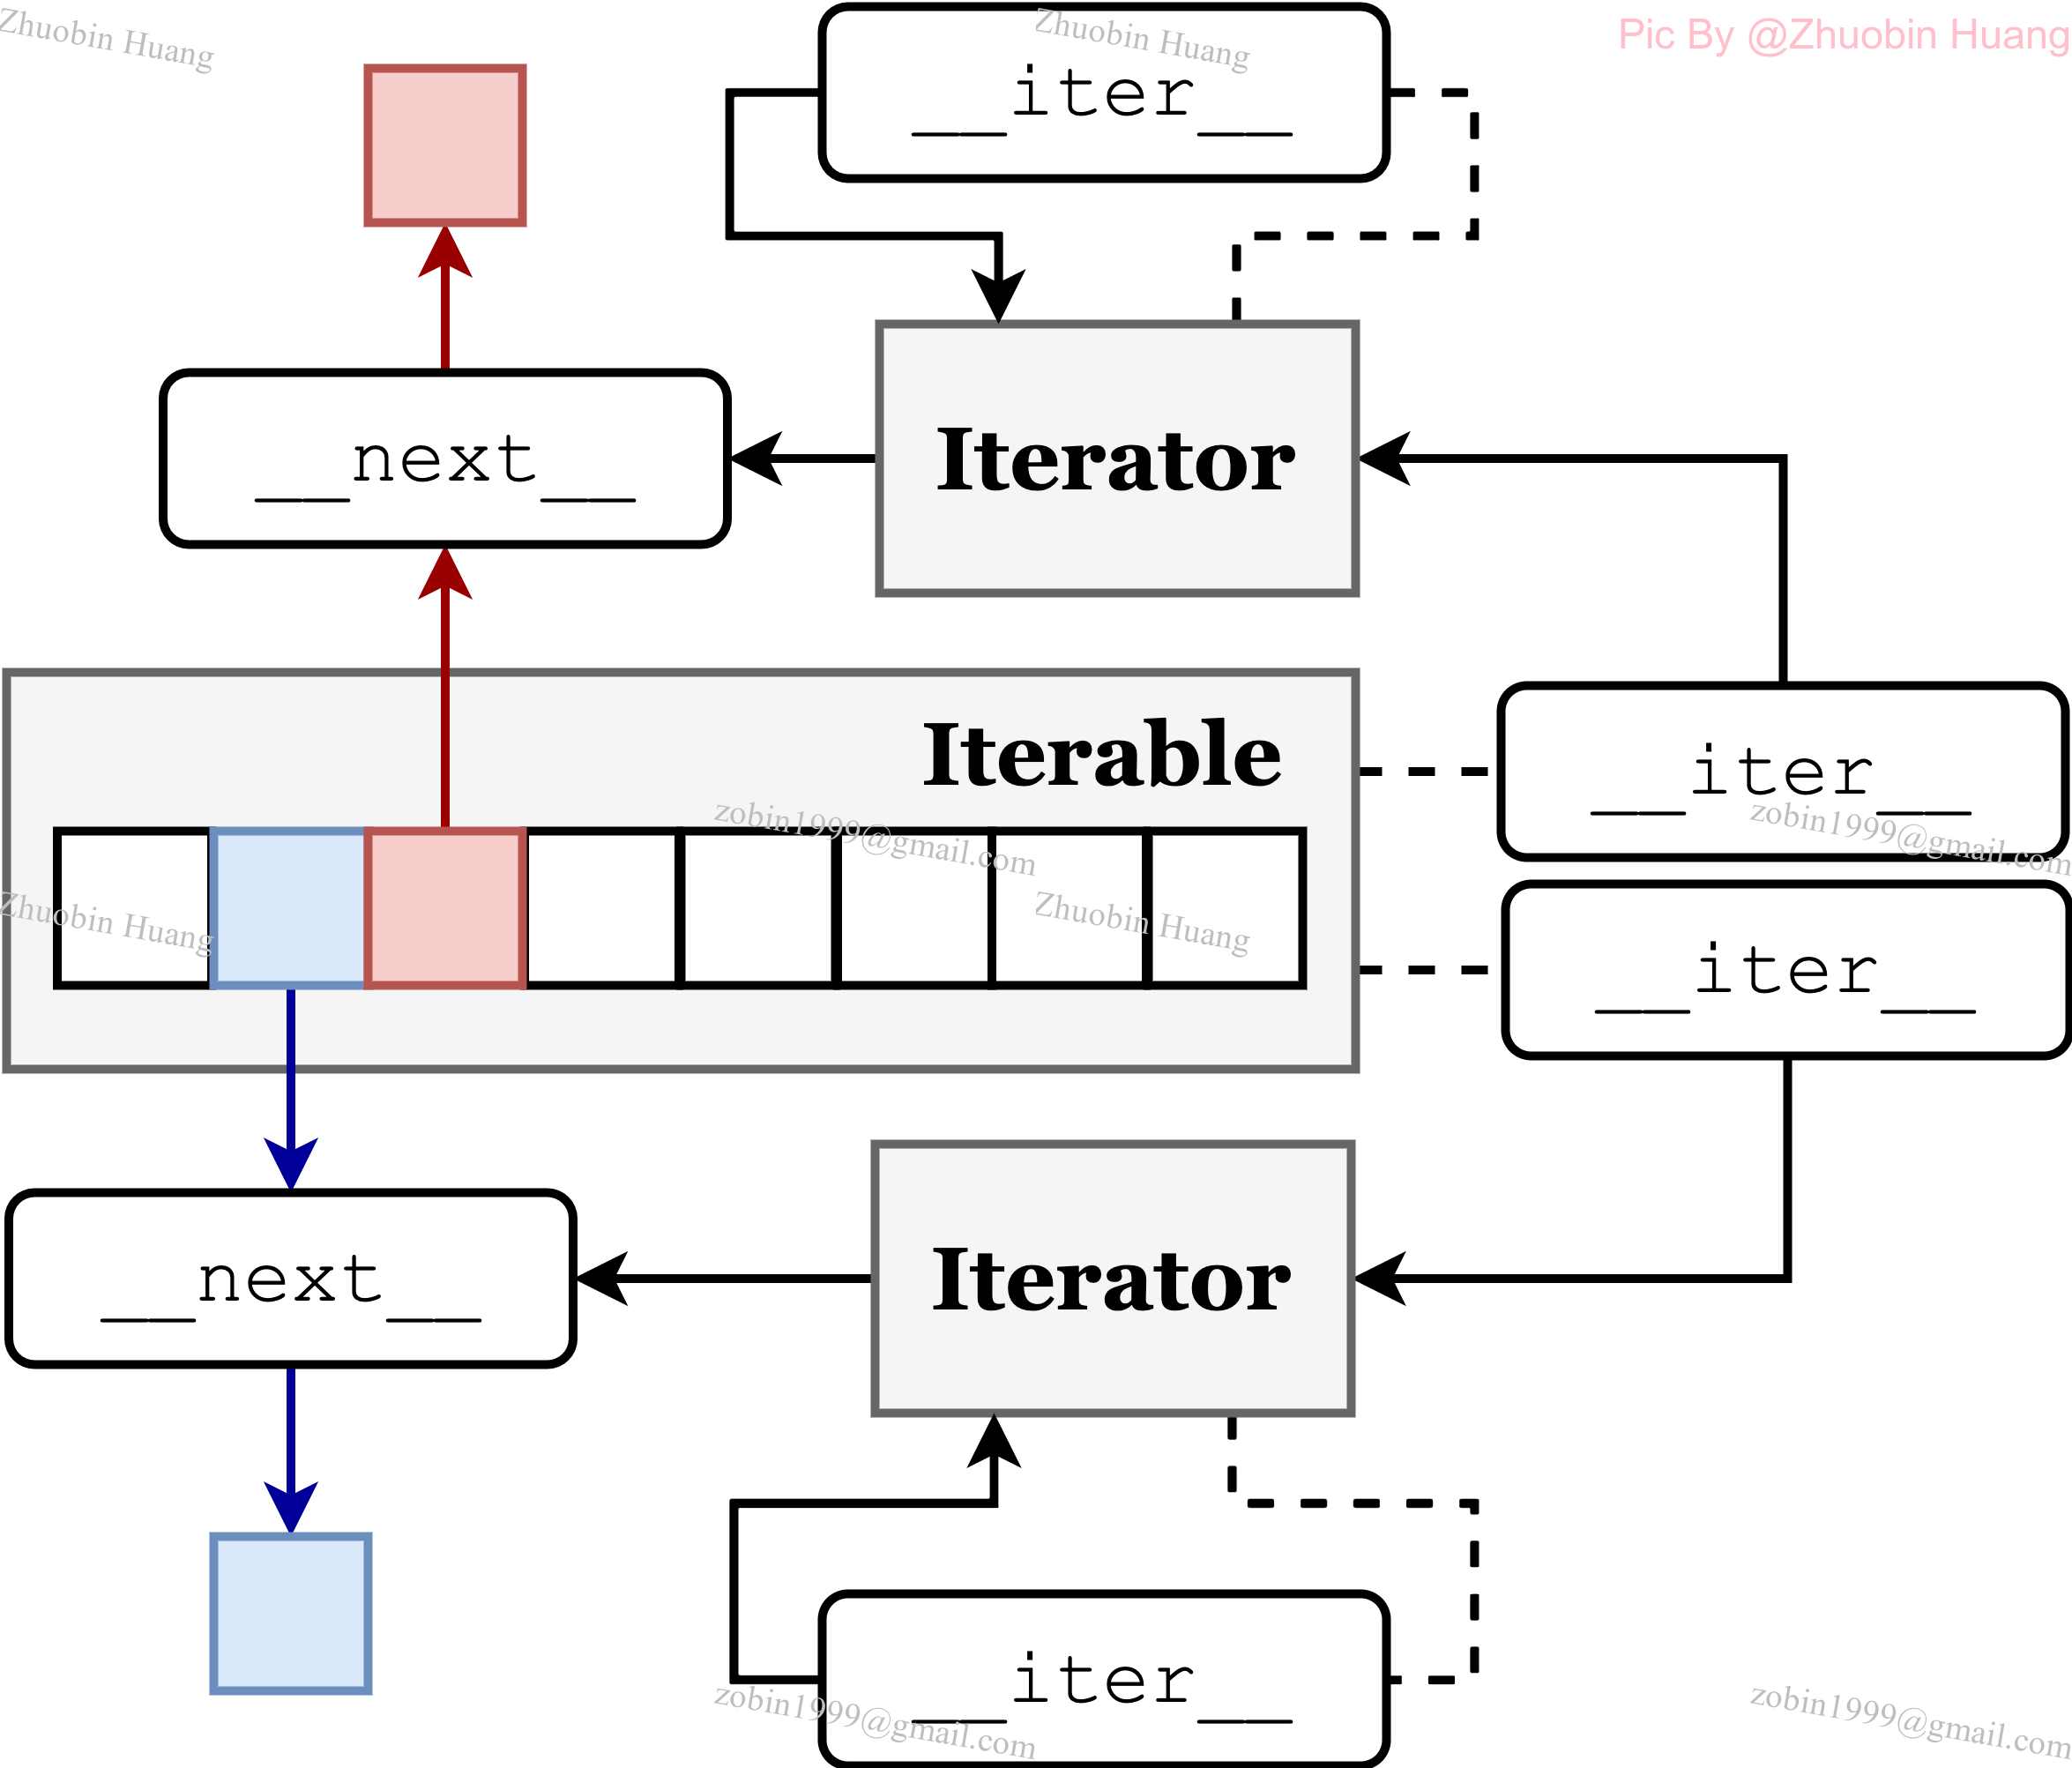 Zhuobin Huang
Zhuobin Huang
Pic By @Zhuobin Huang
__iter__
__next__
Iterator
Iterable
__iter__
zobin1999@gmail.com
zobin1999@gmail.com
Zhuobin Huang
Zhuobin Huang
__iter__
__next__
Iterator
__iter__
zobin1999@gmail.com
zobin1999@gmail.com